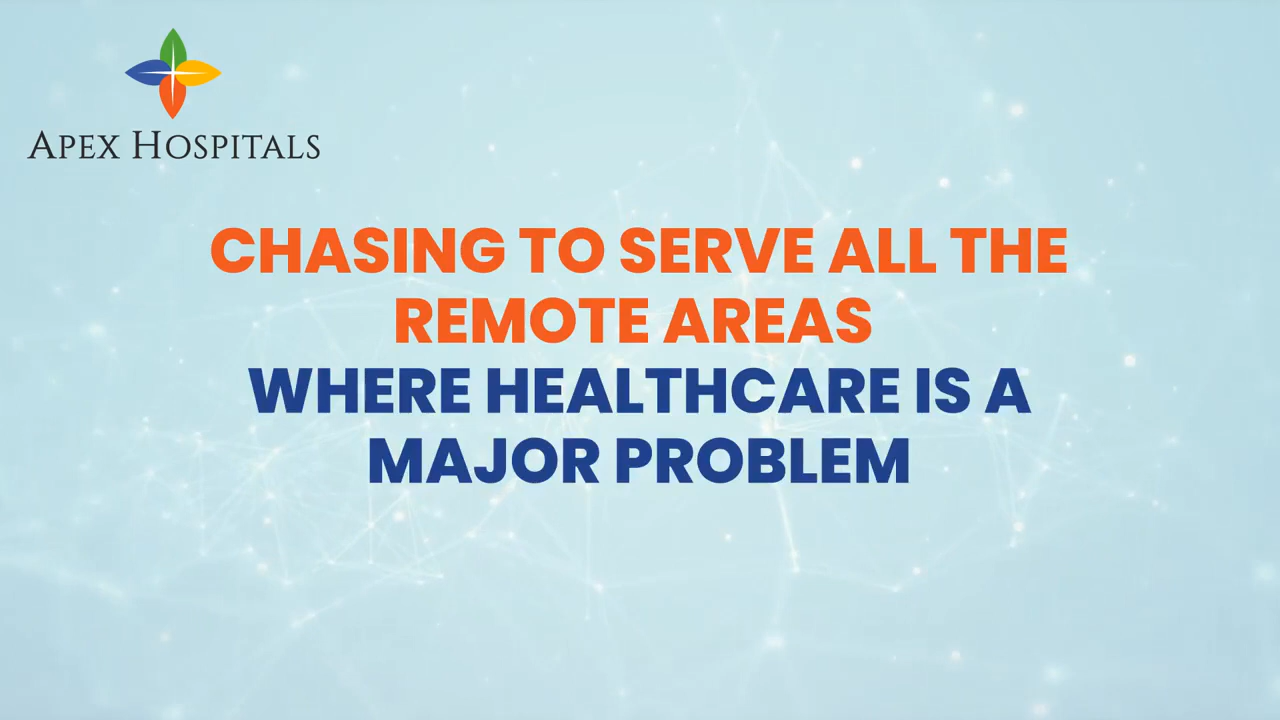 APEX HOSPITALS
CHASING TO SERVE ALL THE
REMOTE AREAS
WHERE HEALTHCARE IS A
MAJOR PROBLEM